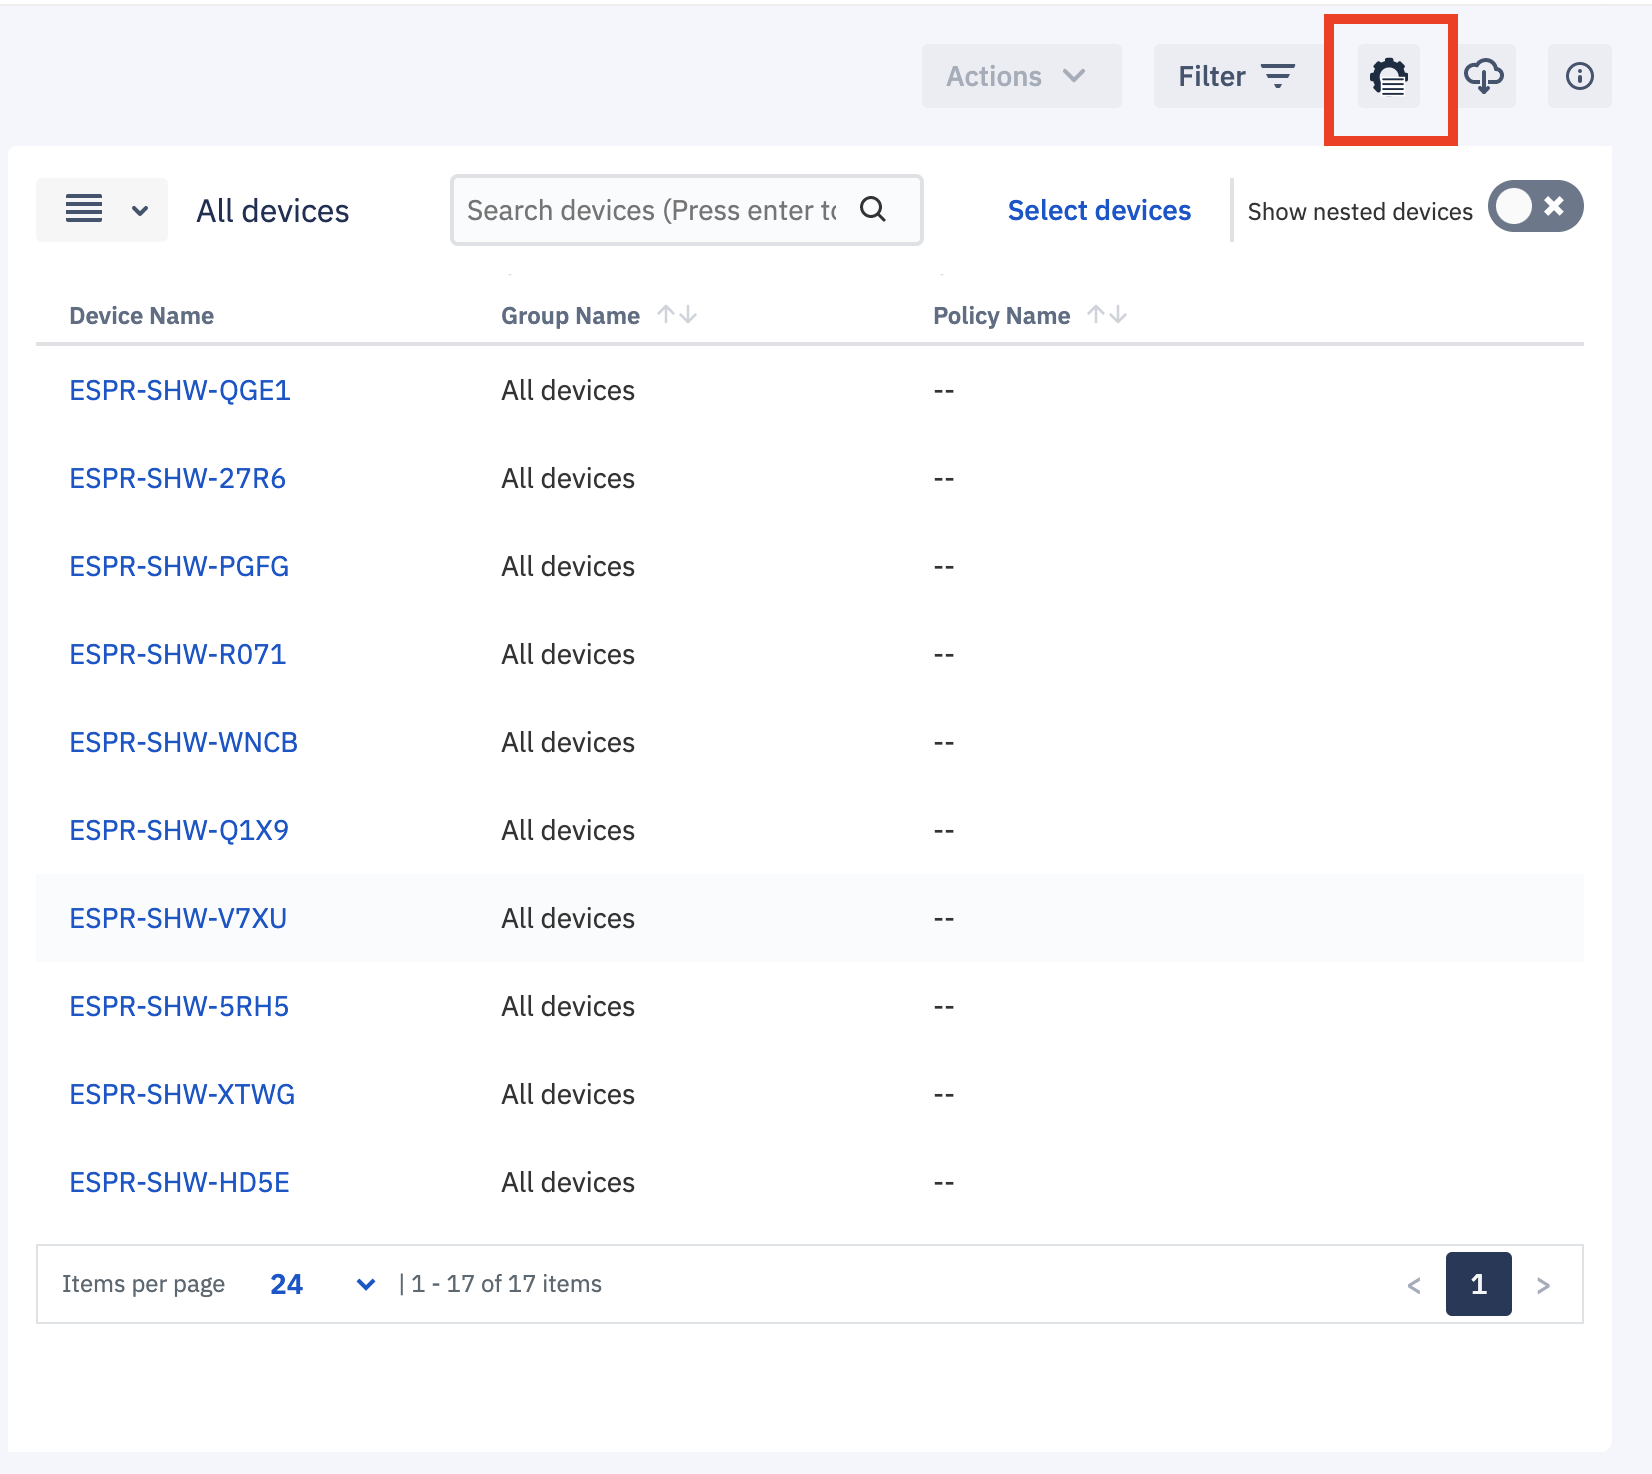 Actions
Filter
All devices
Search devices (Press enter to
Select devices
Show nested devices
Device Name Group Name Policy Name
ESPR-SHW-QGE1 All devices --
ESPR-SHW-27R6 All devices --
ESPR-SHW-PGFG All devices --
ESPR-SHW-R071 All devices --
ESPR-SHW-WNCB All devices --
ESPR-SHW-Q1X9 All devices --
ESPR-SHW-V7XU All devices --
ESPR-SHW-5RH5 All devices --
ESPR-SHW-XTWG All devices --
ESPR-SHW-HD5E All devices --
Items per page 24 | 1 - 17 of 17 items < 1 >